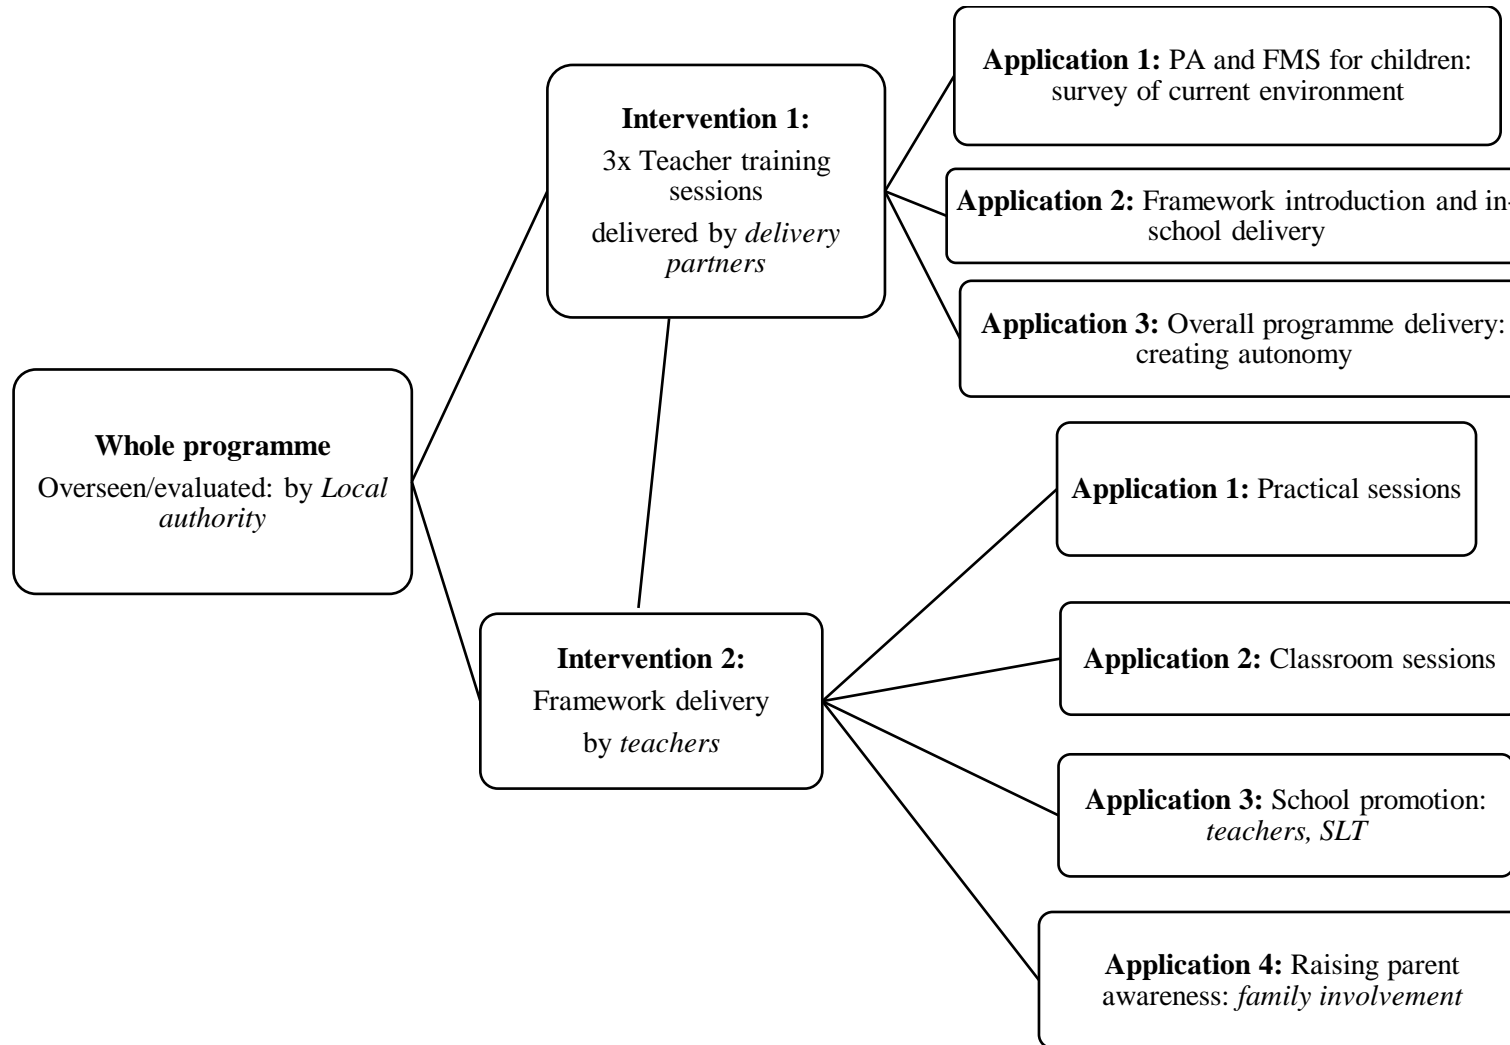 Whole programme
Overseen/evaluated: by Local
authority
Intervention 1:
3x Teacher training
sessions
delivered by delivery
partners
Application 1: PA and FMS for children:
survey of current environment
Application 2: Framework introduction and in-
school delivery
Application 3: Overall programme delivery:
creating autonomy
Intervention 2:
Framework delivery
by teachers
Application 1: Practical sessions
Application 2: Classroom sessions
Application 3: School promotion:
teachers, SLT
Application 4: Raising parent
awareness: family involvement